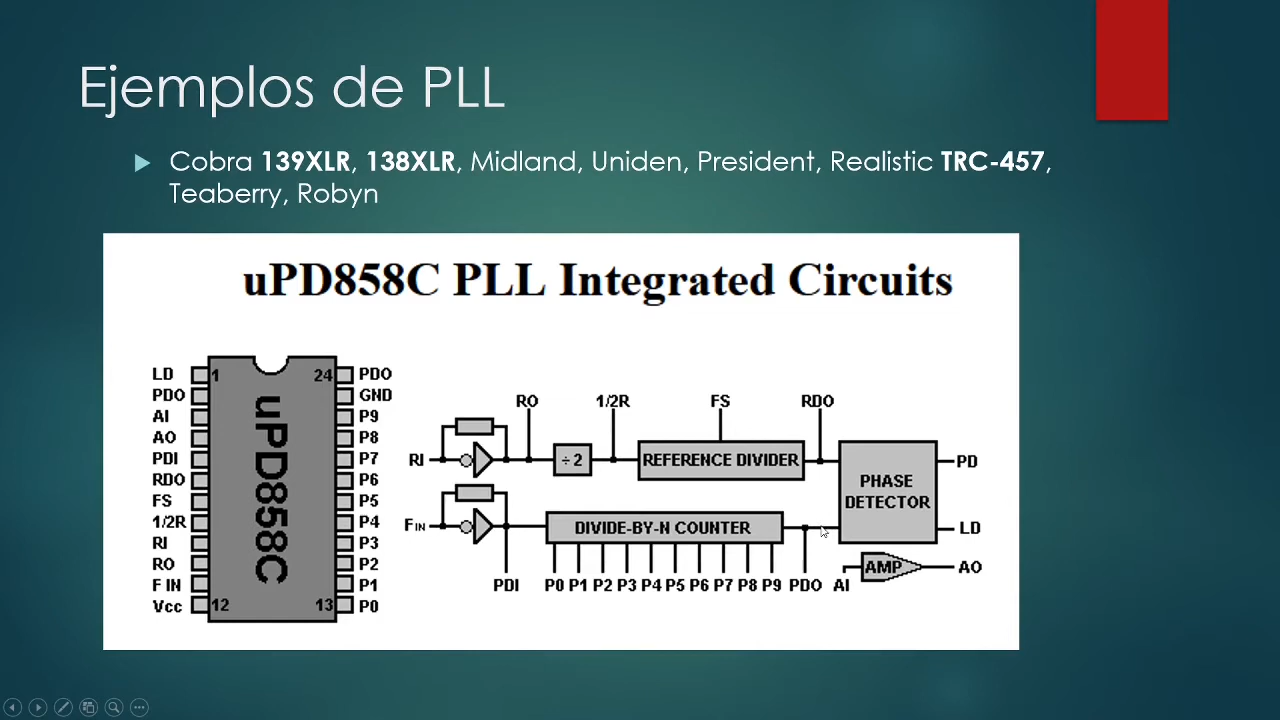 Ejemplos de PLL
Cobra 139XLR, 138XLR, Midland, Uniden, President, Realistic TRC-457,
Teaberry, Robyn
uPD858C PLL Integrated Circuits
LD 1 24 PDO
PDO GND
AI P9
AO P8
PDI P7
RDO P6
FS P5
1/2R P4
RI P3
RO P2
F IN P1
Vcc 12 13 P0
uPD858C
RO 1/2R FS RDO
RI ÷2 REFERENCE DIVIDER
PHASE
DETECTOR
PD
FIN DIVIDE-BY-N COUNTER
LD
AMP AO
PDI P0 P1 P2 P3 P4 P5 P6 P7 P8 P9 PDO AI